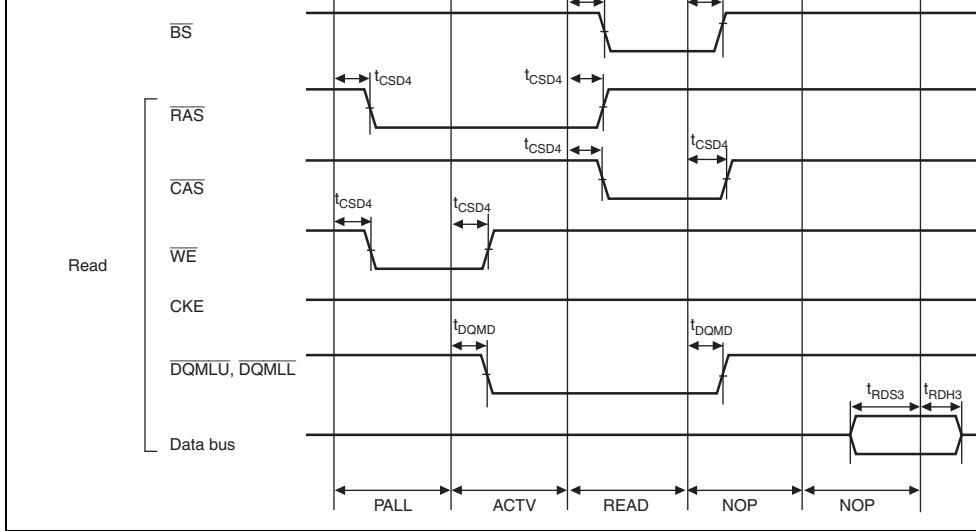 BS
tCSD4
tCSD4
RAS
tCSD4
tCSD4
CAS
tCSD4
tCSD4
WE
Read
CKE
tDQMD
tDQMD
DQMLU, DQMLL
tRDS3
tRDH3
Data bus
PALL
ACTV
READ
NOP
NOP